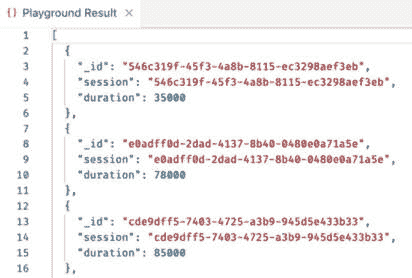 {} Playground Result ×
1 [
2 {
3 "_id": "546c319f-45f3-4a8b-8115-ec3298aef3eb",
4 "session": "546c319f-45f3-4a8b-8115-ec3298aef3eb",
5 "duration": 35000
6 },
7 {
8 "_id": "e0adff0d-2dad-4137-8b40-0480e0a71a5e",
9 "session": "e0adff0d-2dad-4137-8b40-0480e0a71a5e",
10 "duration": 78000
11 },
12 {
13 "_id": "cde9dff5-7403-4725-a3b9-945d5e433b33",
14 "session": "cde9dff5-7403-4725-a3b9-945d5e433b33",
15 "duration": 85000
16 },